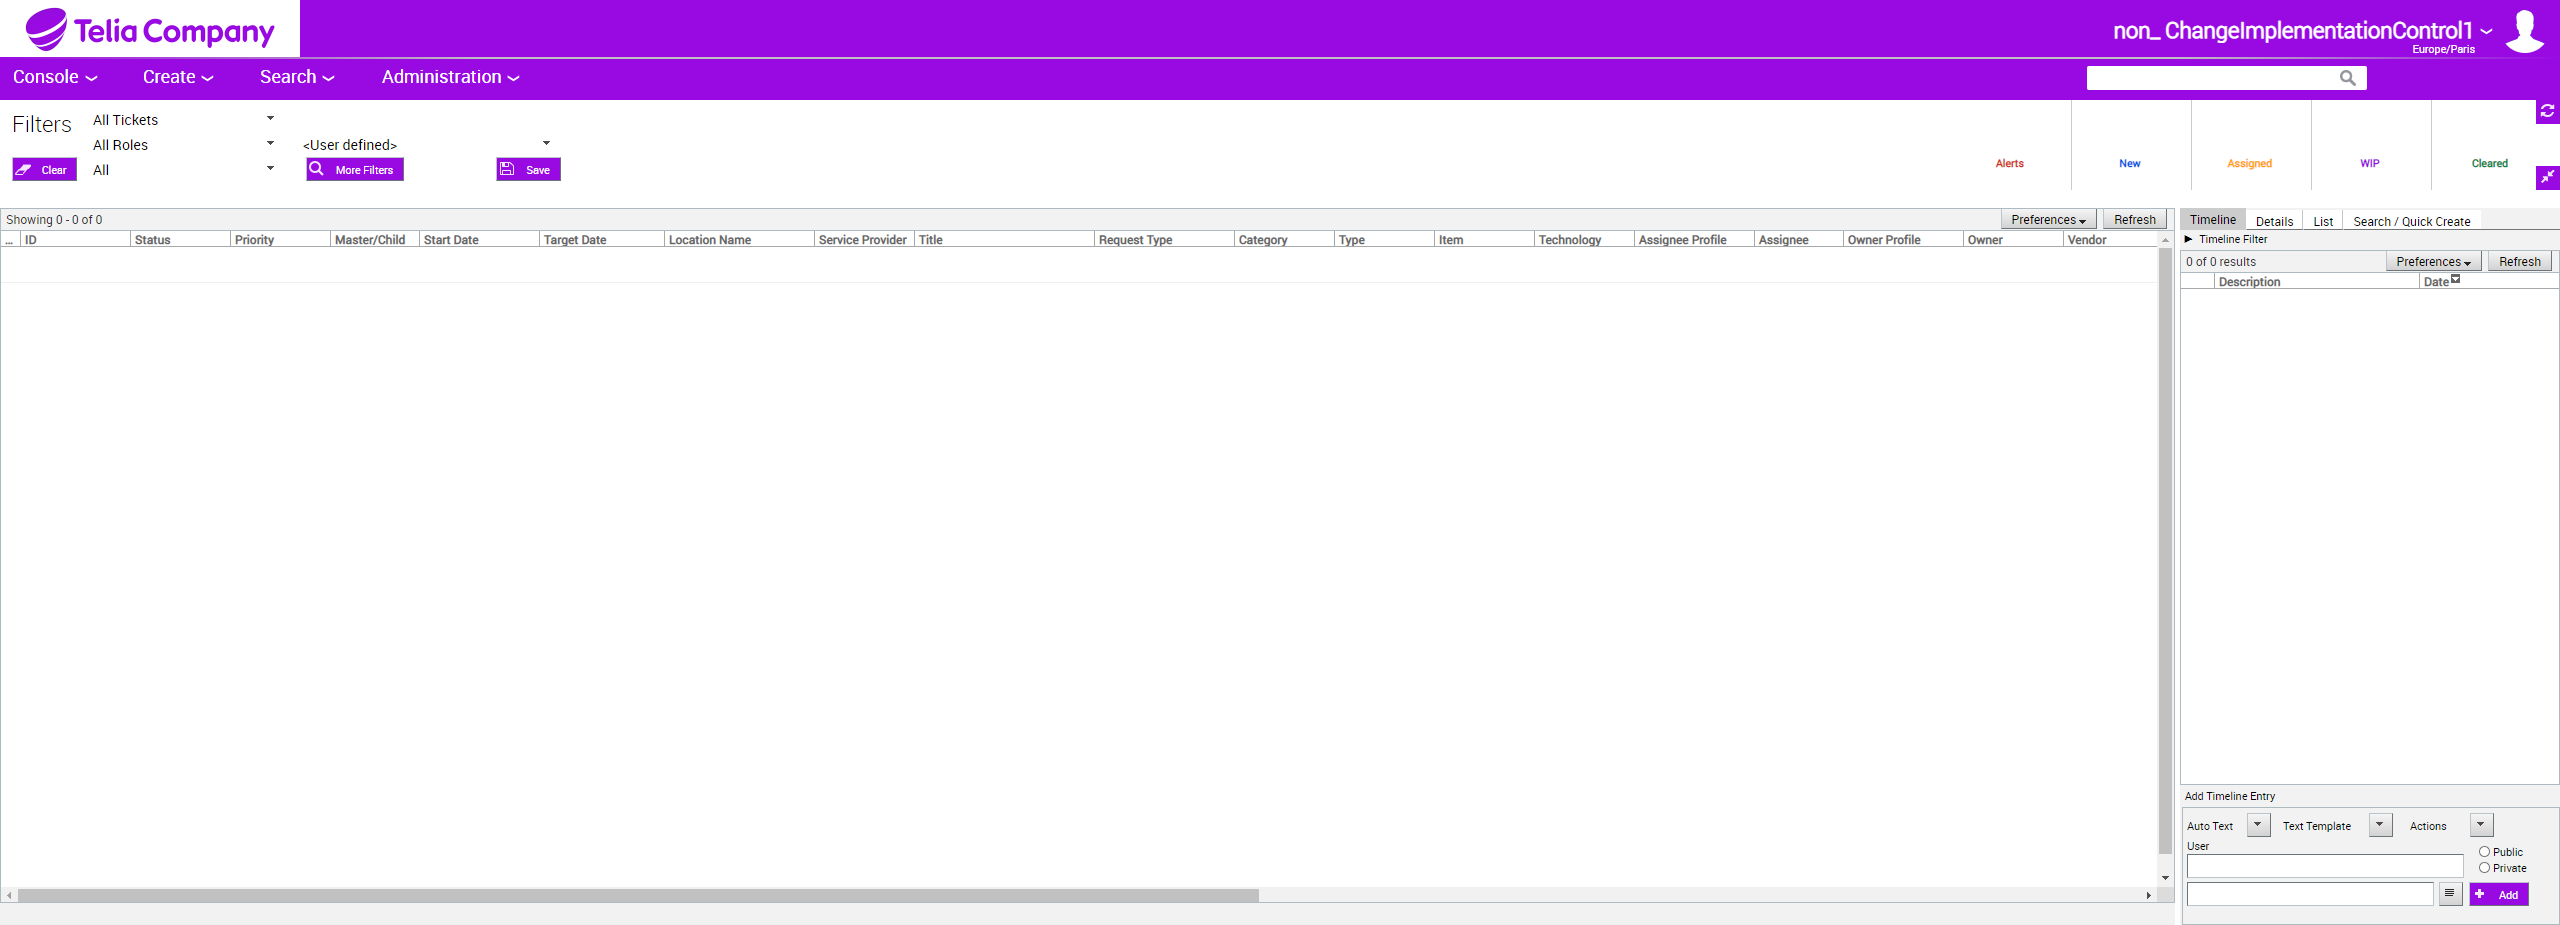 Telia Company
non_ ChangeImplementationControl1
Europe/Paris
Console Create Search Administration
Filters All Tickets
All Roles <User defined>
Clear All More Filters Save
Alerts New Assigned WIP Cleared
Showing 0 - 0 of 0 Preferences Refresh
... ID Status Priority Master/Child Start Date Target Date Location Name Service Provider Title Request Type Category Type Item Technology Assignee Profile Assignee Owner Profile Owner Vendor
Timeline Details List Search / Quick Create
Timeline Filter
0 of 0 results Preferences Refresh
Description Date
Add Timeline Entry
Auto Text Text Template Actions
User
Public
Private
Add